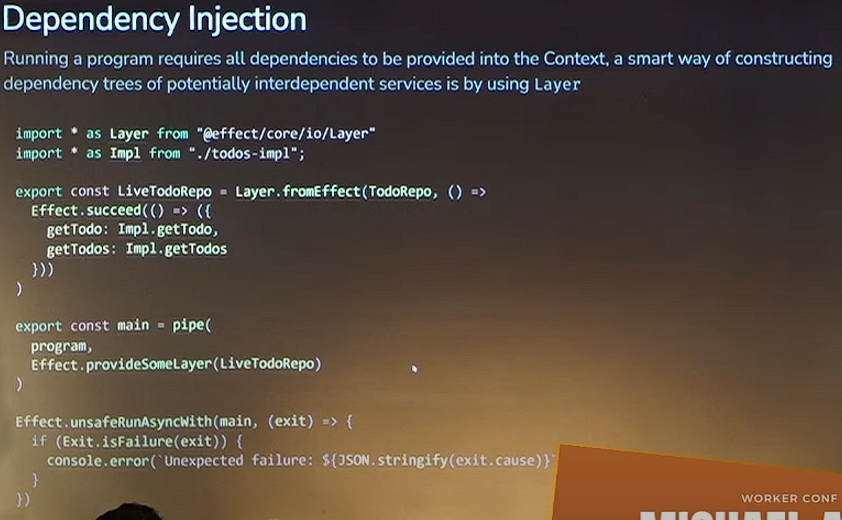 Dependency Injection
Running a program requires all dependencies to be provided into the Context, a smart way of constructing
dependency trees of potentially interdependent services is by using Layer
import * as Layer from "@effect/core/io/Layer"
import * as Impl from "./todos-impl";
export const LiveTodoRepo = Layer.fromEffect(TodoRepo, () =>
  Effect.succeed(() => ({
    getTodo: Impl.getTodo,
    getTodos: Impl.getTodos
  }))
)
export const main = pipe(
  program,
  Effect.provideSomeLayer(LiveTodoRepo)
)
Effect.unsafeRunAsyncWith(main, (exit) => {
  if (Exit.isFailure(exit)) {
    console.error(`Unexpected failure: ${JSON.stringify(exit.cause)}`
  }
})
WORKER CONF